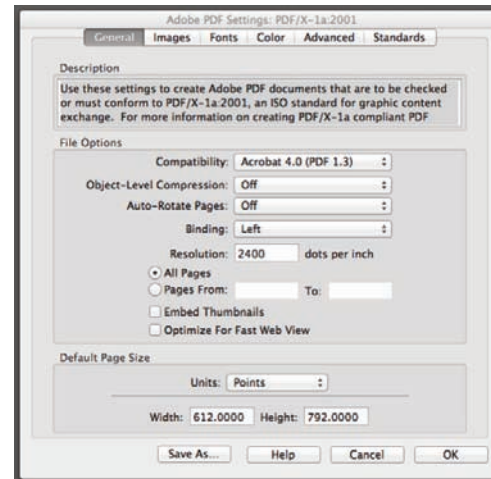 Adobe PDF Settings: PDF/X-1a:2001
General Images Fonts Color Advanced Standards
Description
Use these settings to create Adobe PDF documents that are to be checked
or must conform to PDF/X-1a:2001, an ISO standard for graphic content
exchange. For more information on creating PDF/X-1a compliant PDF
File Options
Compatibility: Acrobat 4.0 (PDF 1.3)
Object-Level Compression: Off
Auto-Rotate Pages: Off
Binding: Left
Resolution: 2400 dots per inch
All Pages
Pages From: To:
Embed Thumbnails
Optimize For Fast Web View
Default Page Size
Units: Points
Width: 612.0000 Height: 792.0000
Save As... Help Cancel OK